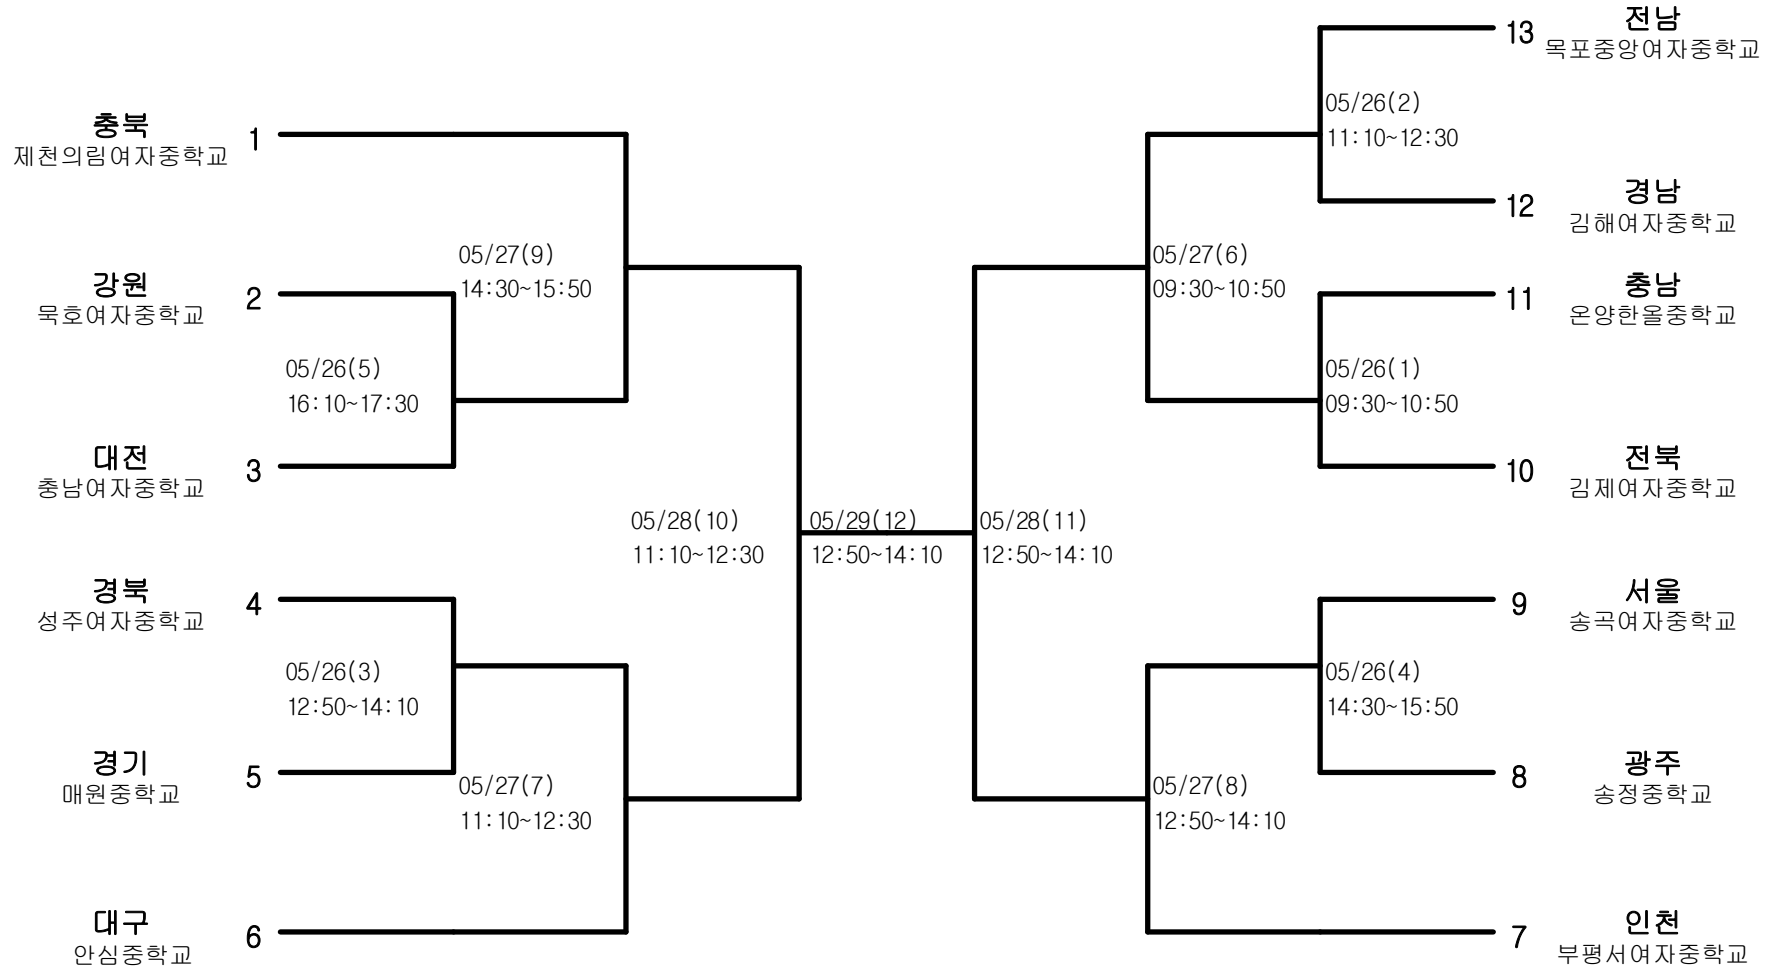 충북
제천의림여자중학교
1
강원
묵호여자중학교
2
대전
충남여자중학교
3
경북
성주여자중학교
4
경기
매원중학교
5
대구
안심중학교
6
05/26(5)
16:10~17:30
05/26(3)
12:50~14:10
05/27(9)
14:30~15:50
05/27(7)
11:10~12:30
05/28(10)
11:10~12:30
05/29(12)
12:50~14:10
05/28(11)
12:50~14:10
05/27(6)
09:30~10:50
05/27(8)
12:50~14:10
05/26(2)
11:10~12:30
05/26(1)
09:30~10:50
05/26(4)
14:30~15:50
13
전남
목포중앙여자중학교
12
경남
김해여자중학교
11
충남
온양한올중학교
10
전북
김제여자중학교
9
서울
송곡여자중학교
8
광주
송정중학교
7
인천
부평서여자중학교